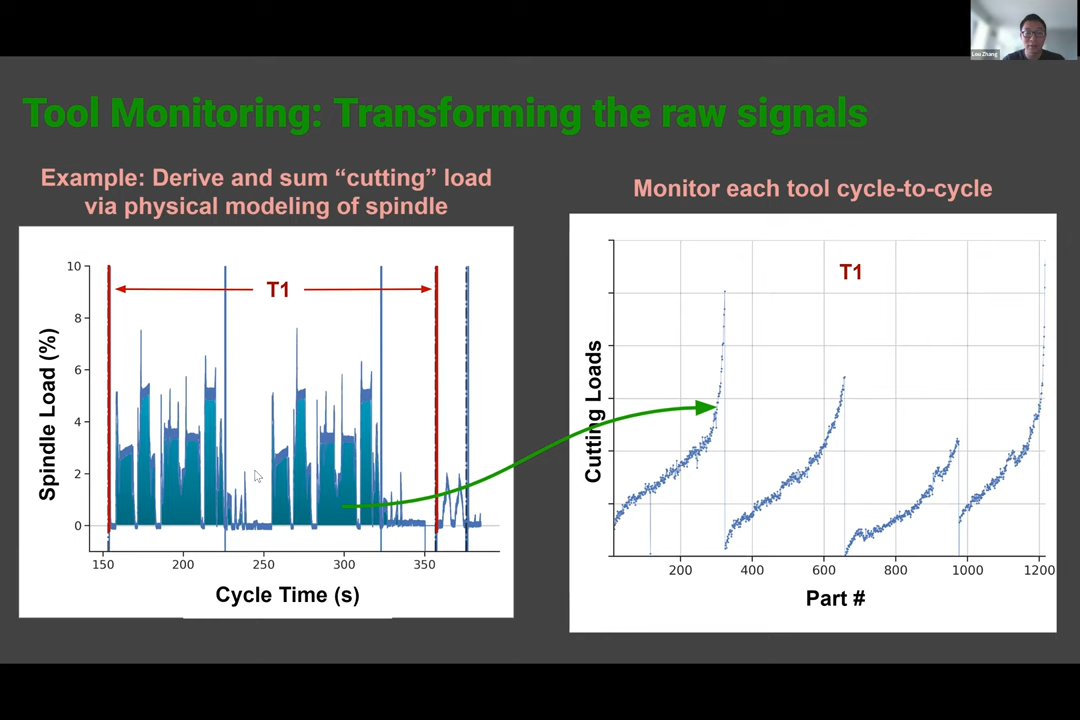 Lou Zhang
Tool Monitoring: Transforming the raw signals
Example: Derive and sum “cutting” load
via physical modeling of spindle
Monitor each tool cycle-to-cycle
10
8
6
4
2
0
Spindle Load (%)
T1
150
200
250
300
350
Cycle Time (s)
Cutting Loads
T1
200
400
600
800
1000
1200
Part #